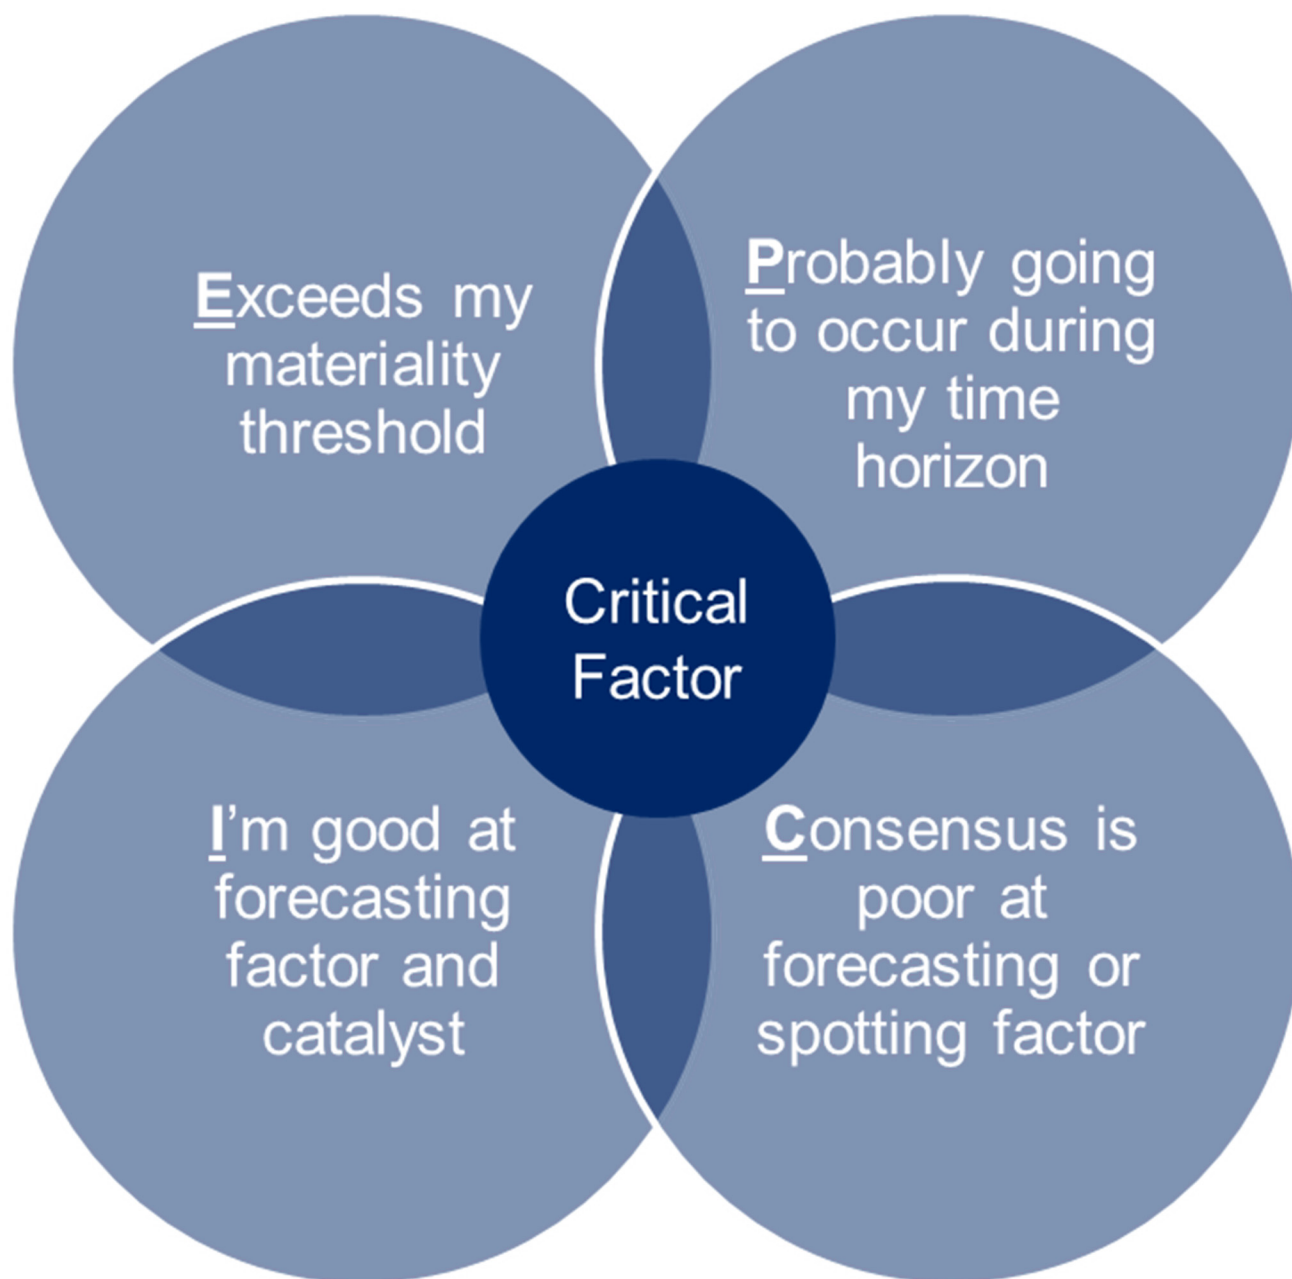 Exceeds my
materiality
threshold
Probably going
to occur during
my time
horizon
Critical
Factor
I’m good at
forecasting
factor and
catalyst
Consensus is
poor at
forecasting or
spotting factor